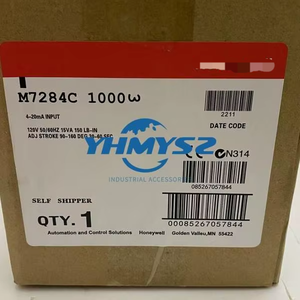 M7284C 1000ω
4-20mA INPUT
2211
120V 50/60HZ 15VA 150 LB-IN
ADJ STROKE 90-160 DEG 30-60 SEC
DATE CODE
YHMYSZ
INDUSTRIAL ACCESSORIES
N314
085267057844
SELF SHIPPER
QTY. 1
00085267057844
Automation and Control Solutions Honeywell Golden Valleu,MN 55422